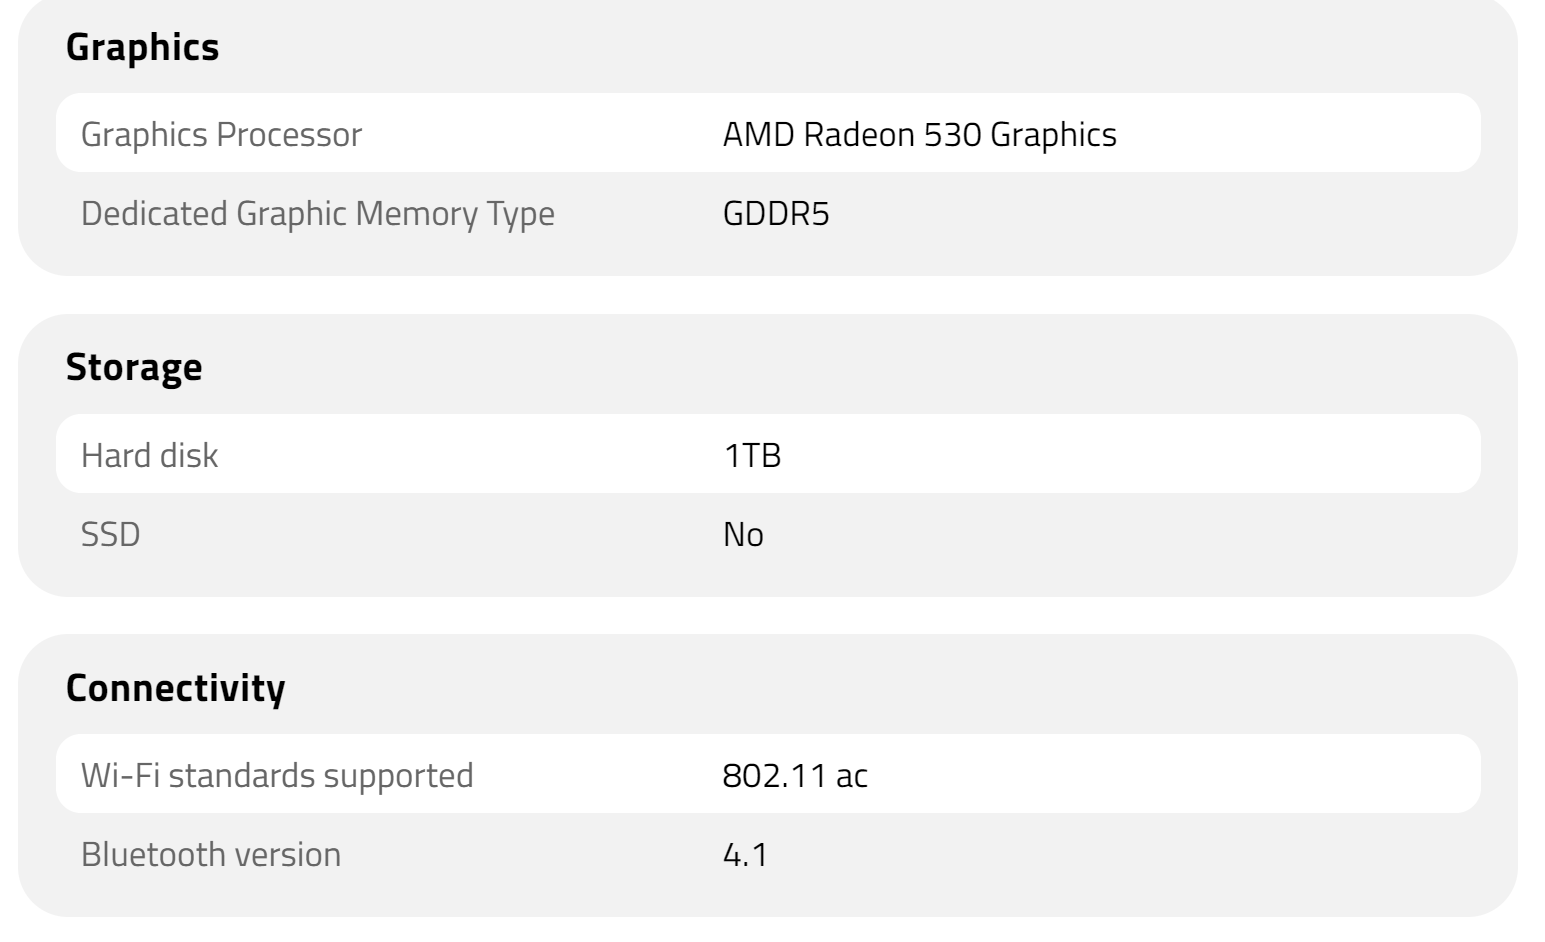 Graphics
Graphics Processor AMD Radeon 530 Graphics
Dedicated Graphic Memory Type GDDR5
Storage
Hard disk 1TB
SSD No
Connectivity
Wi-Fi standards supported 802.11 ac
Bluetooth version 4.1